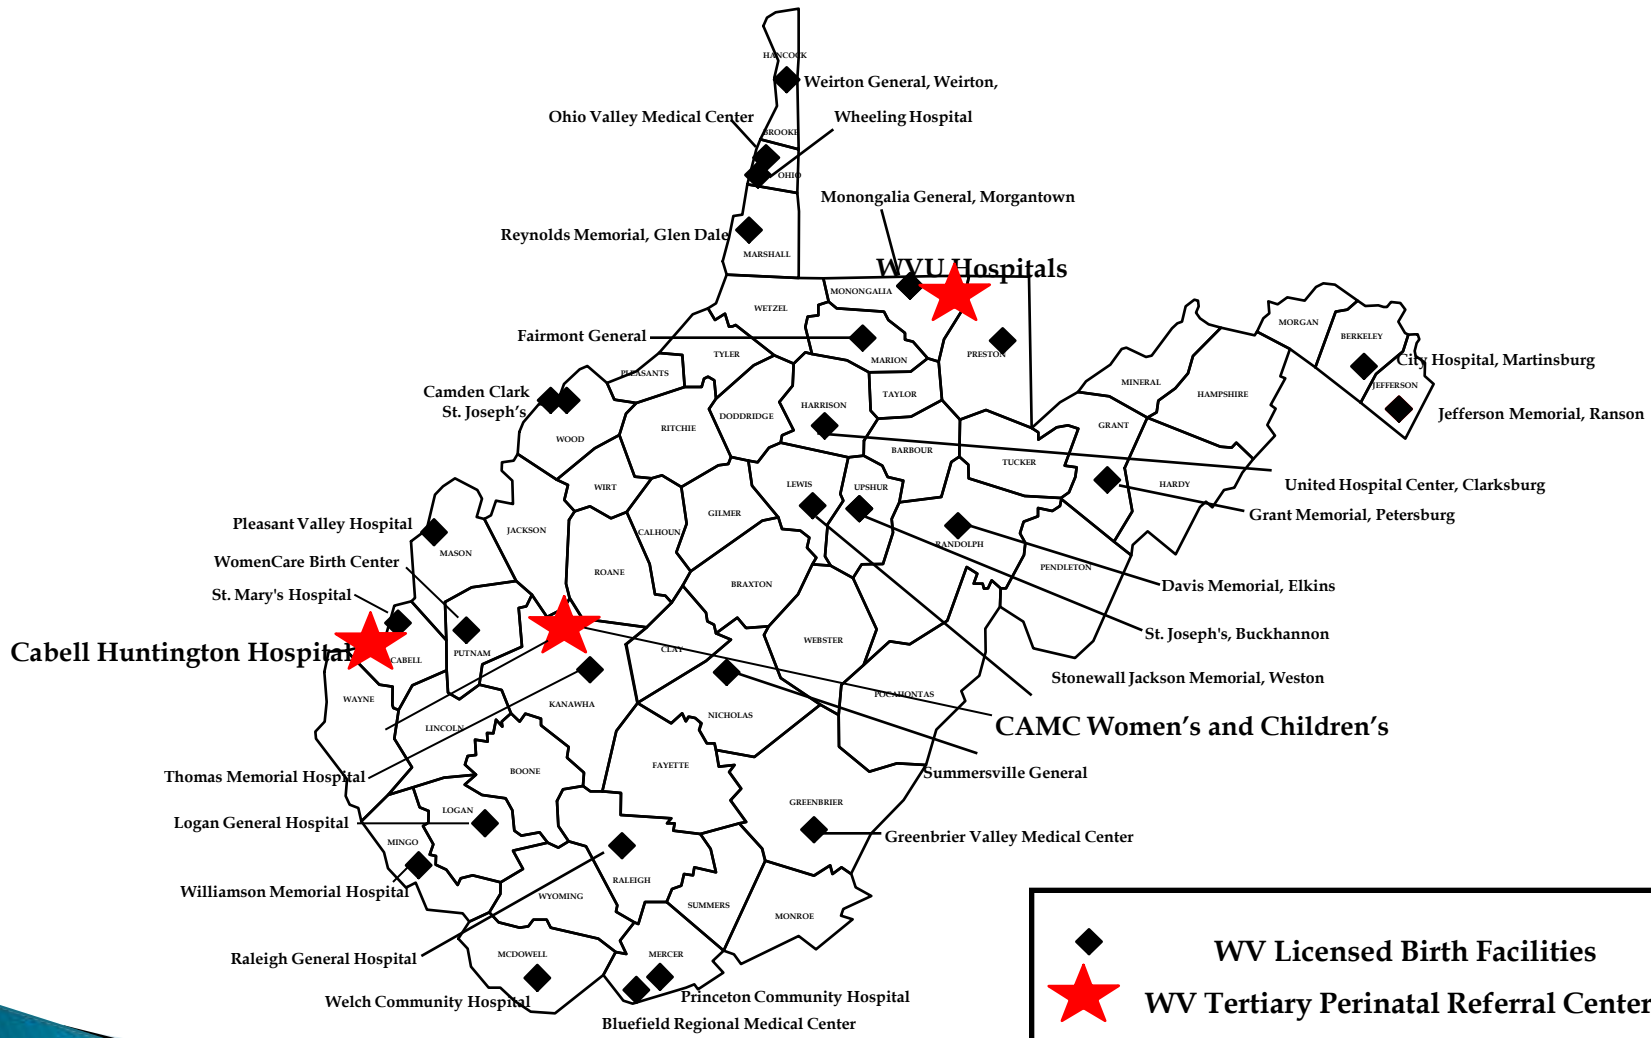 HANCOCK
Weirton General, Weirton,
Ohio Valley Medical Center
Wheeling Hospital
BROOKE
OHIO
Monongalia General, Morgantown
Reynolds Memorial, Glen Dale
MARSHALL
WVU Hospitals
MONONGALIA
WETZEL
MORGAN
Fairmont General
BERKELEY
TYLER
MARION
PRESTON
City Hospital, Martinsburg
PLEASANTS
MINERAL
JEFFERSON
Camden Clark
TAYLOR
HAMPSHIRE
St. Joseph’s
HARRISON
DODDRIDGE
Jefferson Memorial, Ranson
WOOD
RITCHIE
GRANT
BARBOUR
TUCKER
WIRT
LEWIS
UPSHUR
HARDY
United Hospital Center, Clarksburg
GILMER
Grant Memorial, Petersburg
Pleasant Valley Hospital
JACKSON
CALHOUN
MASON
RANDOLPH
WomenCare Birth Center
ROANE
PENDLETON
BRAXTON
Davis Memorial, Elkins
St. Mary's Hospital
St. Joseph's, Buckhannon
WEBSTER
Cabell Huntington Hospital
CABELL
PUTNAM
CLAY
Stonewall Jackson Memorial, Weston
POCAHONTAS
WAYNE
KANAWHA
NICHOLAS
LINCOLN
CAMC Women’s and Children’s
Thomas Memorial Hospital
BOONE
FAYETTE
Summersville General
GREENBRIER
LOGAN
Logan General Hospital
Greenbrier Valley Medical Center
MINGO
Williamson Memorial Hospital
RALEIGH
WYOMING
SUMMERS
MONROE
Raleigh General Hospital
MCDOWELL
MERCER
WV Licensed Birth Facilities
Welch Community Hospital
Princeton Community Hospital
WV Tertiary Perinatal Referral Center
Bluefield Regional Medical Center